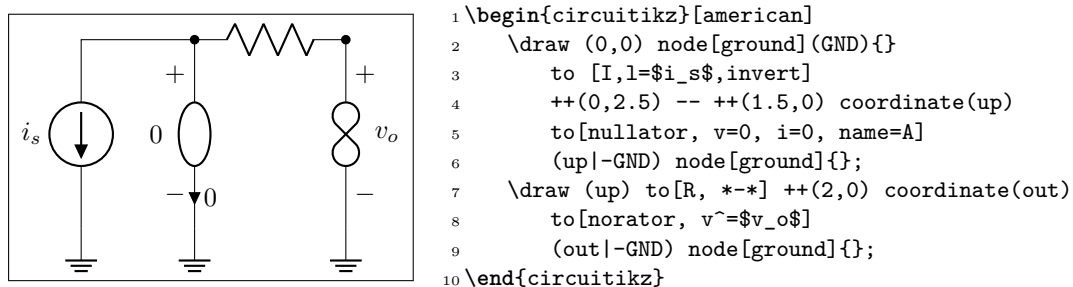 +
+
i_s
0
v_o
−
0
−
1 \begin{circuitikz}[american]
2 \draw (0,0) node[ground](GND){}
3 to [I,l=$i_s$,invert]
4 ++(0,2.5) -- ++(1.5,0) coordinate(up)
5 to[nullator, v=0, i=0, name=A]
6 (up|-GND) node[ground]{};
7 \draw (up) to[R, *-*] ++(2,0) coordinate(out)
8 to[norator, v^=$v_o$]
9 (out|-GND) node[ground]{};
10 \end{circuitikz}